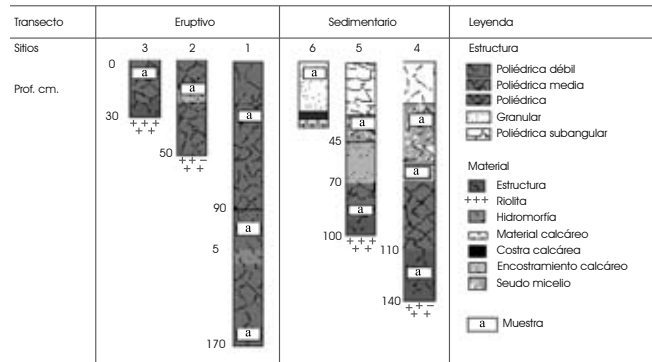 Transecto Eruptivo Sedimentario Leyenda
Sitios 3 2 1 6 5 4 Estructura
0 Poliédrica débil
Prof. cm. Poliédrica media
Poliédrica
30 Granular
45 Poliédrica subangular
50
Material
70 Estructura
+++ Riolita
90 Hidromorfía
100 Material calcáreo
110 Costra calcárea
5 Encostramiento calcáreo
140 Seudo micelio
170
a Muestra
a
a
a
a
a
a
a
a
a
a
a